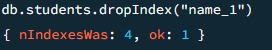 db.students.dropIndex("name_1")
{ nIndexesWas: 4, ok: 1 }